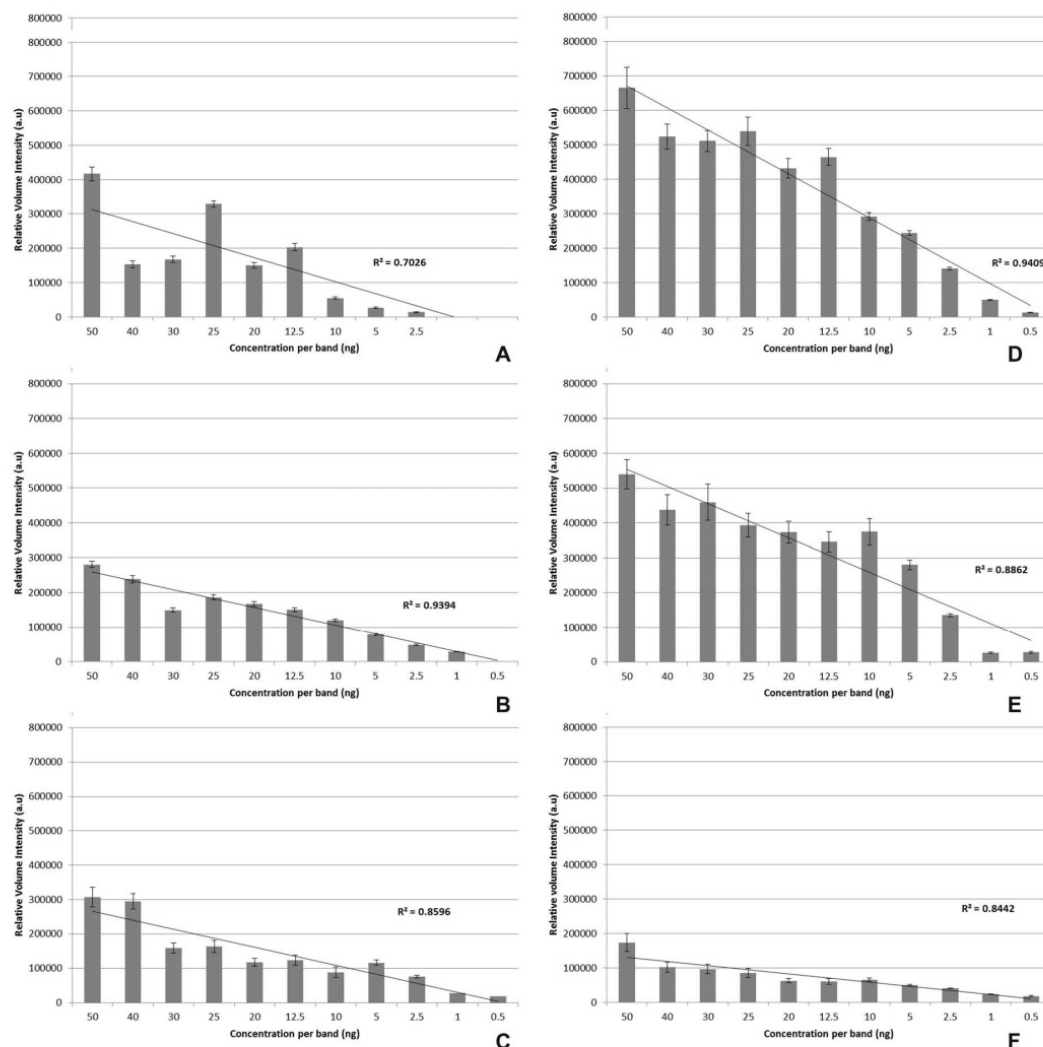 800000
800000
700000
600000
500000
400000
300000
200000
100000
0
Relative Volume Intensity (a.u)
R² = 0.7026
50 40 30 25 20 12.5 10 5 2.5
Concentration per band (ng)
A
800000
700000
600000
500000
400000
300000
200000
100000
0
Relative Volume Intensity (a.u)
R² = 0.9394
50 40 30 25 20 12.5 10 5 2.5 1 0.5
Concentration per band (ng)
B
800000
700000
600000
500000
400000
300000
200000
100000
0
Relative Volume Intensity (a.u)
R² = 0.8596
50 40 30 25 20 12.5 10 5 2.5 1 0.5
Concentration per band (ng)
C
800000
800000
700000
600000
500000
400000
300000
200000
100000
0
Relative Volume Intensity (a.u)
R² = 0.9409
50 40 30 25 20 12.5 10 5 2.5 1 0.5
Concentration per band (ng)
D
800000
700000
600000
500000
400000
300000
200000
100000
0
Relative Volume Intensity (a.u)
R² = 0.8862
50 40 30 25 20 12.5 10 5 2.5 1 0.5
Concentration per band (ng)
E
800000
700000
600000
500000
400000
300000
200000
100000
0
Relative Volume Intensity (a.u)
R² = 0.8442
50 40 30 25 20 12.5 10 5 2.5 1 0.5
Concentration per band (ng)
F